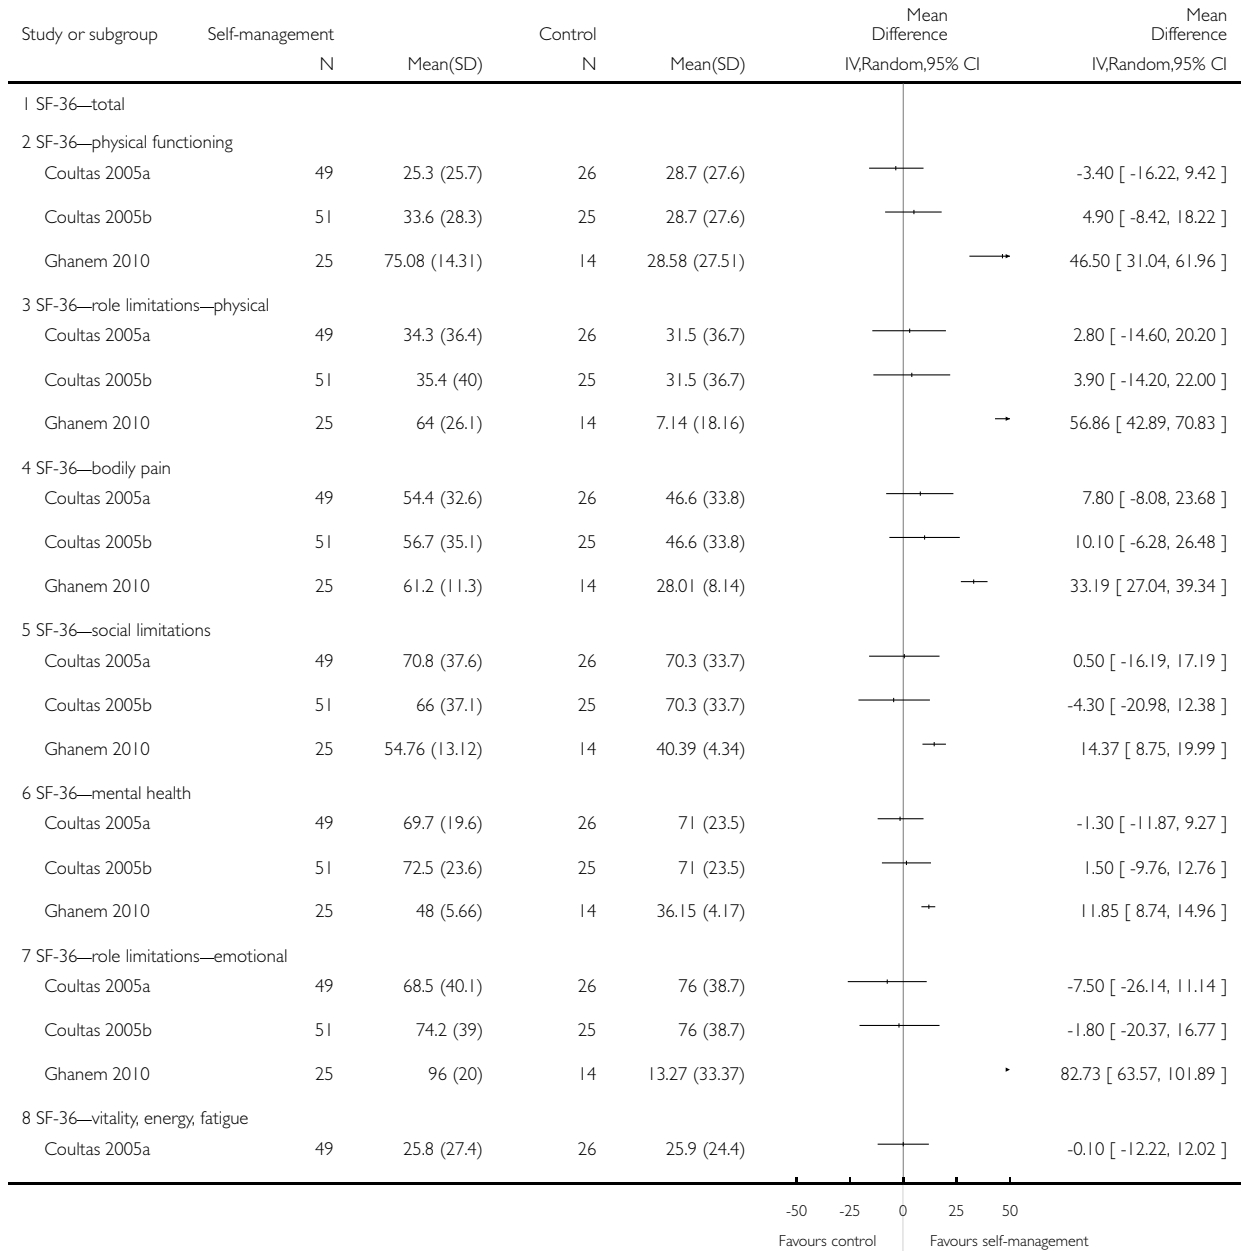 Mean Mean
Study or subgroup Self-management Control Difference Difference
N Mean(SD) N Mean(SD) IV,Random,95% CI IV,Random,95% CI
1 SF-36—total
2 SF-36—physical functioning
Coultas 2005a 49 25.3 (25.7) 26 28.7 (27.6) -3.40 [ -16.22, 9.42 ]
Coultas 2005b 51 33.6 (28.3) 25 28.7 (27.6) 4.90 [ -8.42, 18.22 ]
Ghanem 2010 25 75.08 (14.31) 14 28.58 (27.51) 46.50 [ 31.04, 61.96 ]
3 SF-36—role limitations—physical
Coultas 2005a 49 34.3 (36.4) 26 31.5 (36.7) 2.80 [ -14.60, 20.20 ]
Coultas 2005b 51 35.4 (40) 25 31.5 (36.7) 3.90 [ -14.20, 22.00 ]
Ghanem 2010 25 64 (26.1) 14 7.14 (18.16) 56.86 [ 42.89, 70.83 ]
4 SF-36—bodily pain
Coultas 2005a 49 54.4 (32.6) 26 46.6 (33.8) 7.80 [ -8.08, 23.68 ]
Coultas 2005b 51 56.7 (35.1) 25 46.6 (33.8) 10.10 [ -6.28, 26.48 ]
Ghanem 2010 25 61.2 (11.3) 14 28.01 (8.14) 33.19 [ 27.04, 39.34 ]
5 SF-36—social limitations
Coultas 2005a 49 70.8 (37.6) 26 70.3 (33.7) 0.50 [ -16.19, 17.19 ]
Coultas 2005b 51 66 (37.1) 25 70.3 (33.7) -4.30 [ -20.98, 12.38 ]
Ghanem 2010 25 54.76 (13.12) 14 40.39 (4.34) 14.37 [ 8.75, 19.99 ]
6 SF-36—mental health
Coultas 2005a 49 69.7 (19.6) 26 71 (23.5) -1.30 [ -11.87, 9.27 ]
Coultas 2005b 51 72.5 (23.6) 25 71 (23.5) 1.50 [ -9.76, 12.76 ]
Ghanem 2010 25 48 (5.66) 14 36.15 (4.17) 11.85 [ 8.74, 14.96 ]
7 SF-36—role limitations—emotional
Coultas 2005a 49 68.5 (40.1) 26 76 (38.7) -7.50 [ -26.14, 11.14 ]
Coultas 2005b 51 74.2 (39) 25 76 (38.7) -1.80 [ -20.37, 16.77 ]
Ghanem 2010 25 96 (20) 14 13.27 (33.37) 82.73 [ 63.57, 101.89 ]
8 SF-36—vitality, energy, fatigue
Coultas 2005a 49 25.8 (27.4) 26 25.9 (24.4) -0.10 [ -12.22, 12.02 ]
-50 -25 0 25 50
Favours control Favours self-management